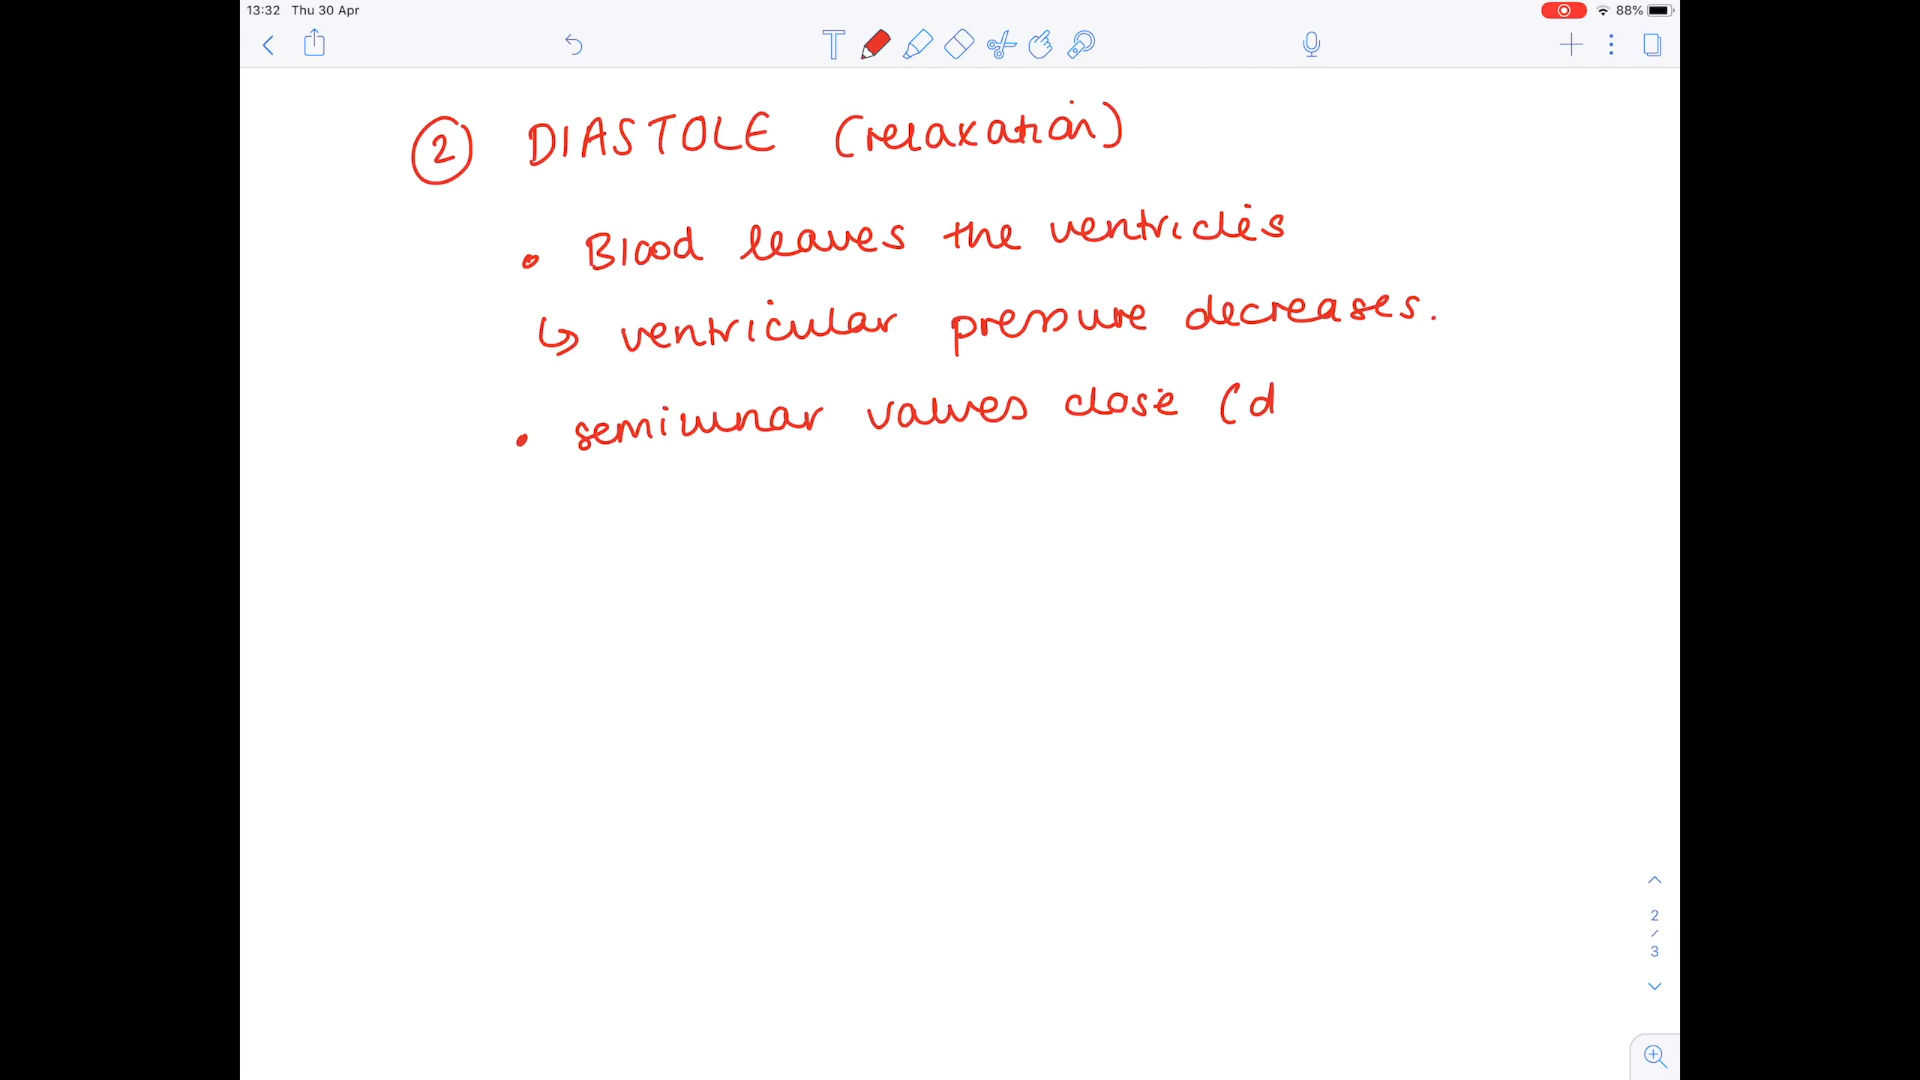 13:32 Thu 30 Apr 88%
T
② DIASTOLE (relaxation)
• Blood leaves the ventricles
↳ ventricular pressure decreases.
• semilunar valves close (d
2
/
3